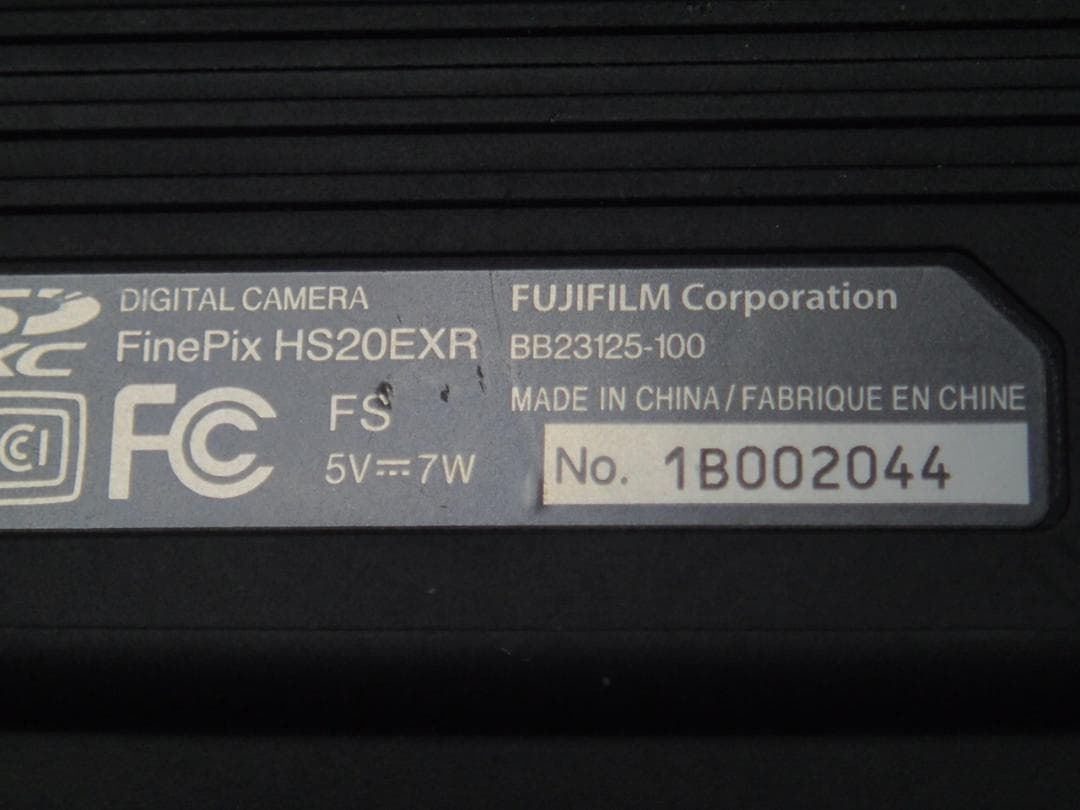 DIGITAL CAMERA
FinePix HS20EXR
FC
FS
5V⎓7W
CCI
FUJIFILM Corporation
BB23125-100
MADE IN CHINA/FABRIQUE EN CHINE
No. 1B002044